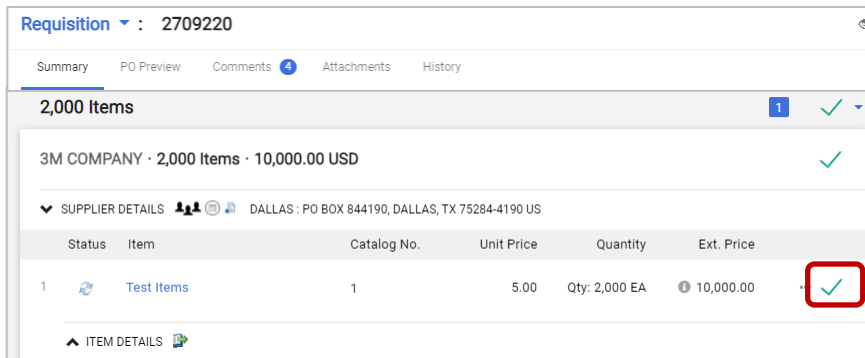 Requisition : 2709220
Summary PO Preview Comments 4 Attachments History
2,000 Items 1
3M COMPANY · 2,000 Items · 10,000.00 USD
SUPPLIER DETAILS DALLAS : PO BOX 844190, DALLAS, TX 75284-4190 US
Status Item Catalog No. Unit Price Quantity Ext. Price
1 Test Items 1 5.00 Qty: 2,000 EA 10,000.00
ITEM DETAILS